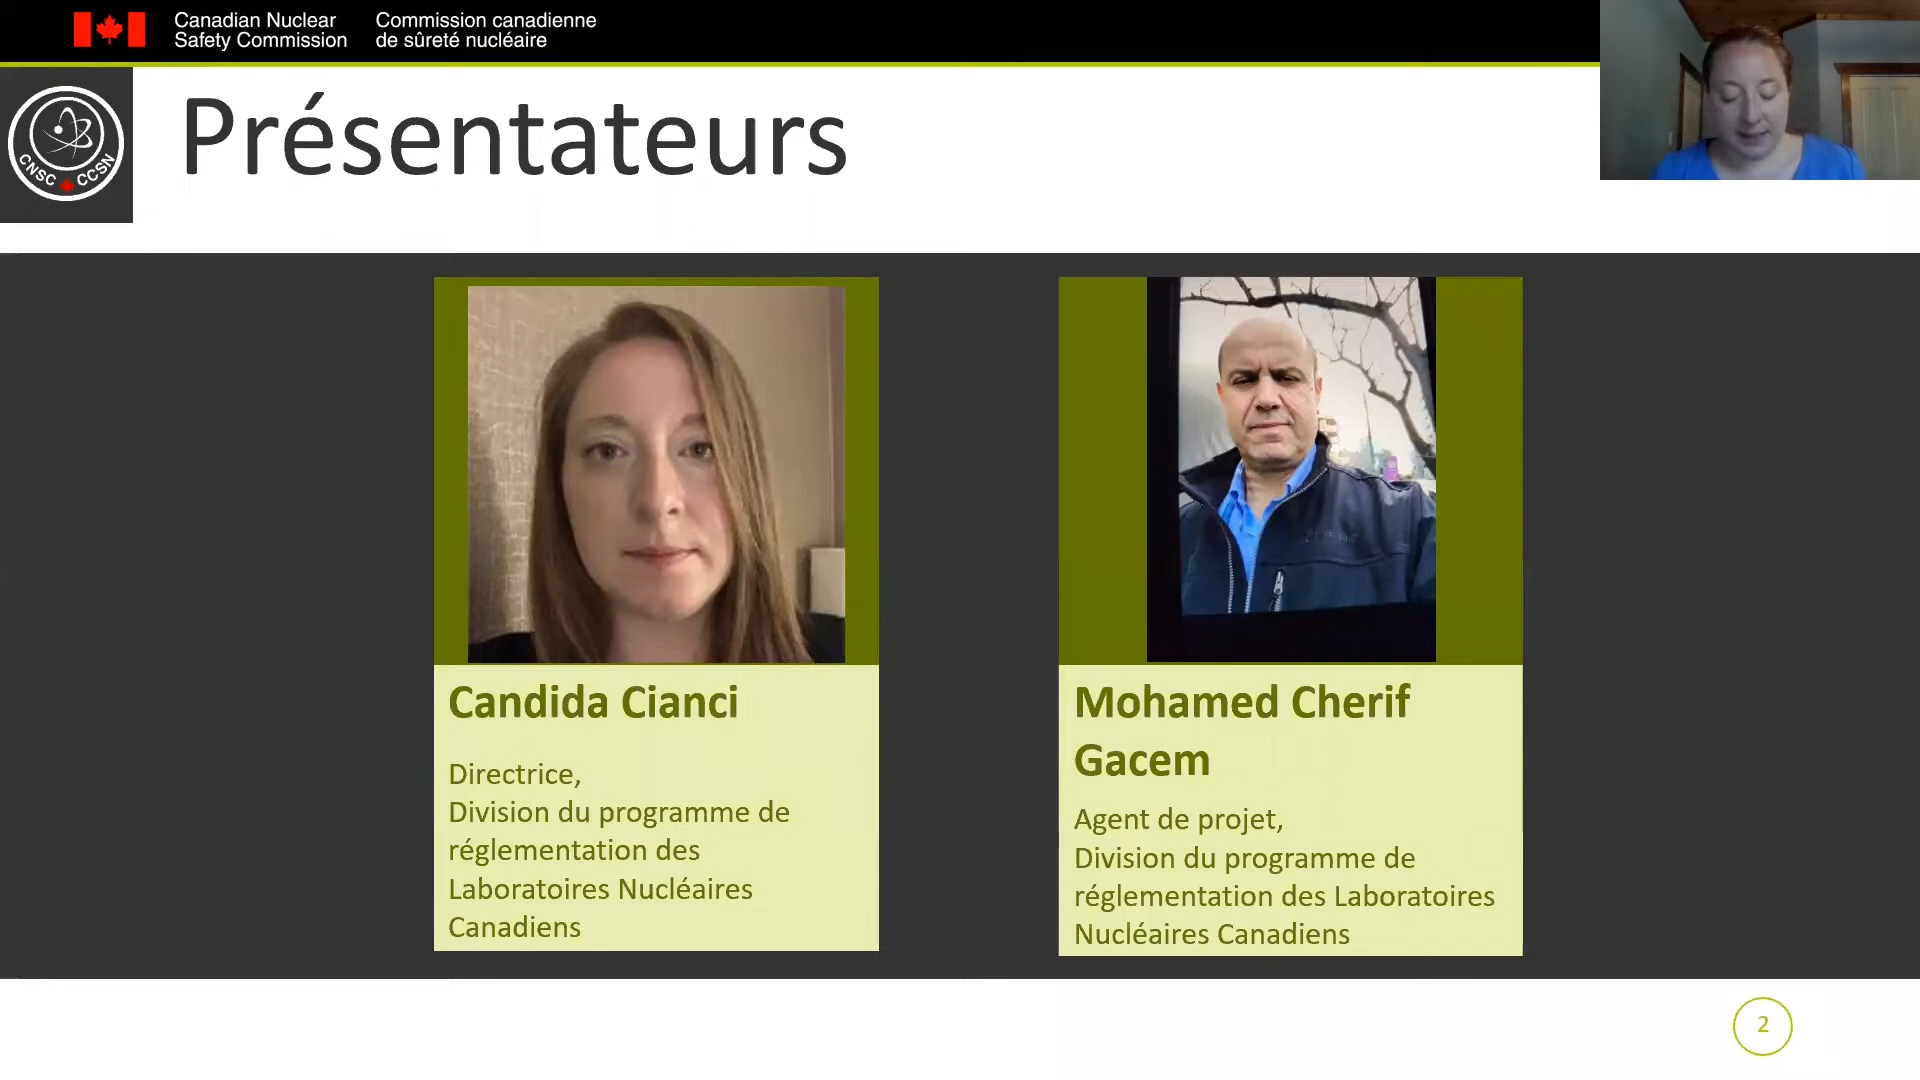 Canadian Nuclear
Safety Commission
Commission canadienne
de sûreté nucléaire
CNSC CCSN
Présentateurs
Candida Cianci
Directrice,
Division du programme de
réglementation des
Laboratoires Nucléaires
Canadiens
Mohamed Cherif
Gacem
Agent de projet,
Division du programme de
réglementation des Laboratoires
Nucléaires Canadiens
2